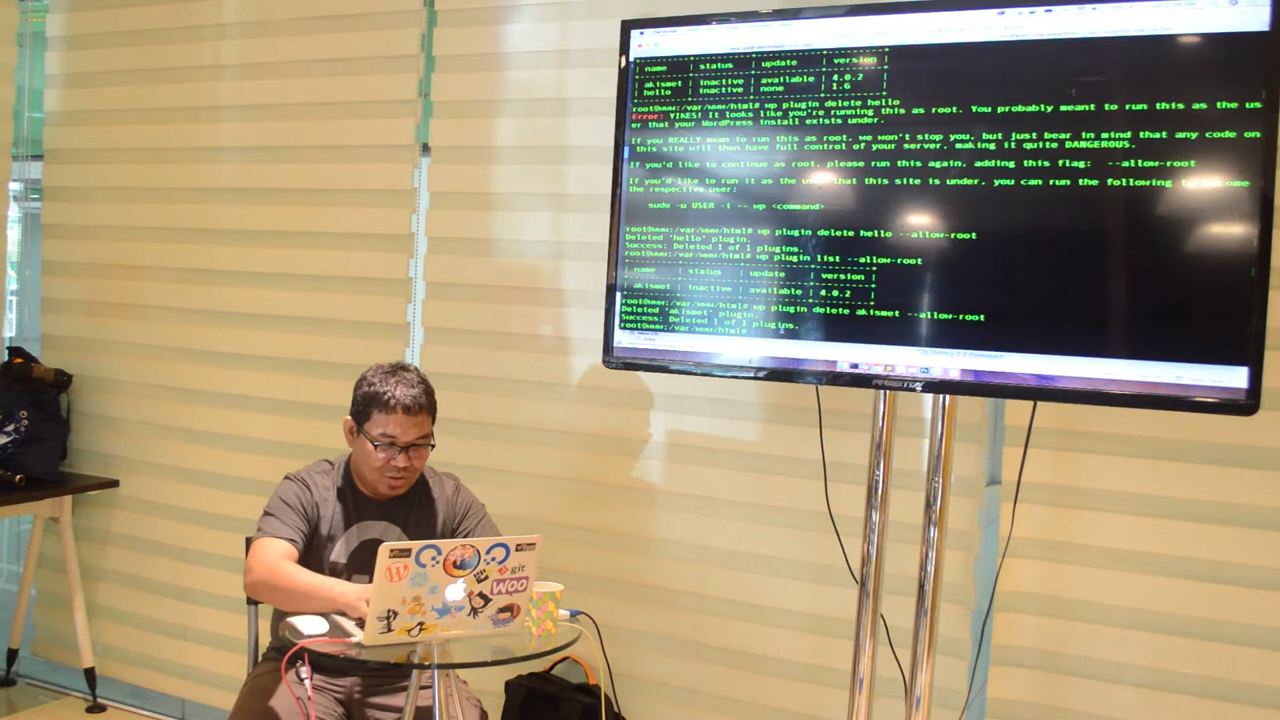 name | status | update | version
akismet | inactive | available | 4.0.2
hello | inactive | none | 1.6
root@www:/var/www/html# wp plugin delete hello
Error: YIKES! It looks like you're running this as root. You probably meant to run this as the us
er that your WordPress install exists under.
If you REALLY mean to run this as root, we won't stop you, but just bear in mind that any code on
this site will then have full control of your server, making it quite DANGEROUS.
If you'd like to continue as root, please run this again, adding this flag: --allow-root
If you'd like to run it as the user that this site is under, you can run the following to become
the respective user:
sudo -u USER -i -- wp <command>
root@www:/var/www/html# wp plugin delete hello --allow-root
Deleted 'hello' plugin.
Success: Deleted 1 of 1 plugins.
root@www:/var/www/html# wp plugin list --allow-root
name | status | update | version
akismet | inactive | available | 4.0.2
root@www:/var/www/html# wp plugin delete akismet --allow-root
Deleted 'akismet' plugin.
Success: Deleted 1 of 1 plugins.
root@www:/var/www/html#
git
WOO